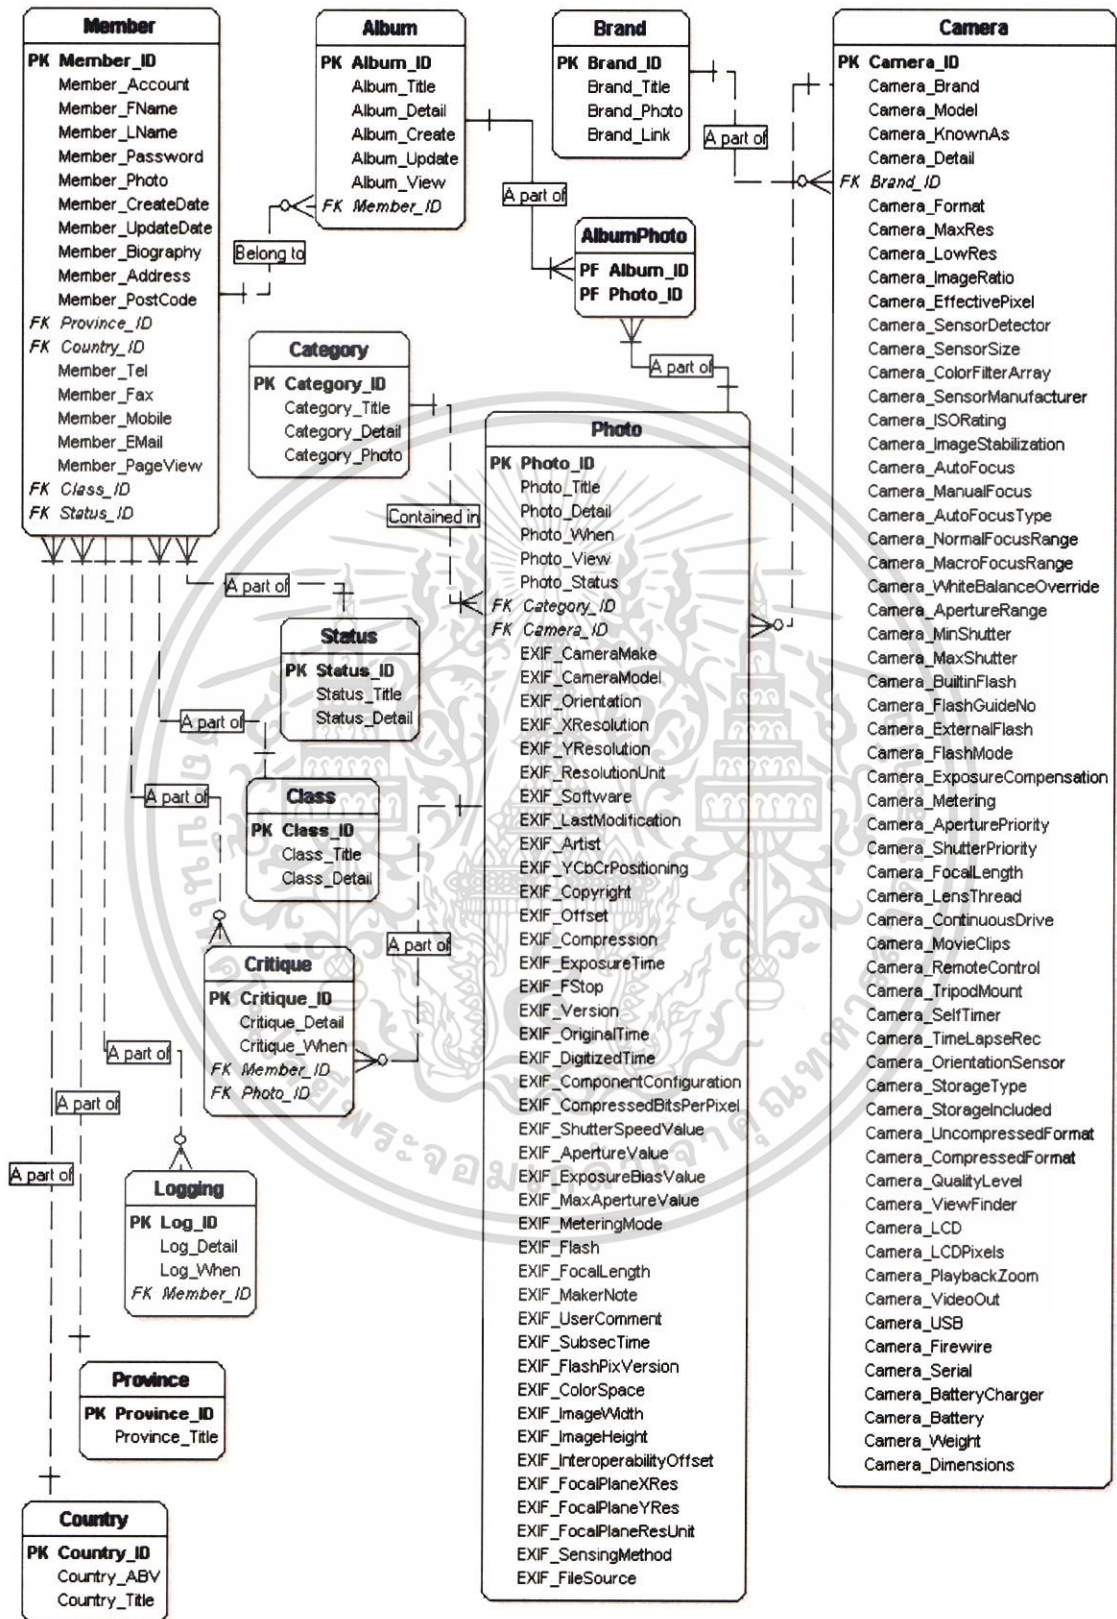 Member
PK Member_ID
Member_Account
Member_FName
Member_LName
Member_Password
Member_Photo
Member_CreateDate
Member_UpdateDate
Member_Biography
Member_Address
Member_PostCode
FK Province_ID
FK Country_ID
Member_Tel
Member_Fax
Member_Mobile
Member_EMail
Member_PageView
FK Class_ID
FK Status_ID
Album
PK Album_ID
Album_Title
Album_Detail
Album_Create
Album_Update
Album_View
FK Member_ID
Belong to
Brand
PK Brand_ID
Brand_Title
Brand_Photo
Brand_Link
A part of
A part of
AlbumPhoto
PF Album_ID
PF Photo_ID
A part of
Category
PK Category_ID
Category_Title
Category_Detail
Category_Photo
Contained in
Camera
PK Camera_ID
Camera_Brand
Camera_Model
Camera_KnownAs
Camera_Detail
FK Brand_ID
Camera_Format
Camera_MaxRes
Camera_LowRes
Camera_ImageRatio
Camera_EffectivePixel
Camera_SensorDetector
Camera_SensorSize
Camera_ColorFilterArray
Camera_SensorManufacturer
Camera_ISORating
Camera_ImageStabilization
Camera_AutoFocus
Camera_ManualFocus
Camera_AutoFocusType
Camera_NormalFocusRange
Camera_MacroFocusRange
Camera_WhiteBalanceOverride
Camera_ApertureRange
Camera_MinShutter
Camera_MaxShutter
Camera_BuiltinFlash
Camera_FlashGuideNo
Camera_ExternalFlash
Camera_FlashMode
Camera_ExposureCompensation
Camera_Metering
Camera_AperturePriority
Camera_ShutterPriority
Camera_FocalLength
Camera_LensThread
Camera_ContinuousDrive
Camera_MovieClips
Camera_RemoteControl
Camera_TripodMount
Camera_SelfTimer
Camera_TimeLapseRec
Camera_OrientationSensor
Camera_StorageType
Camera_StorageIncluded
Camera_UncompressedFormat
Camera_CompressedFormat
Camera_QualityLevel
Camera_ViewFinder
Camera_LCD
Camera_LCDPixels
Camera_PlaybackZoom
Camera_VideoOut
Camera_USB
Camera_Firewire
Camera_Serial
Camera_BatteryCharger
Camera_Battery
Camera_Weight
Camera_Dimensions
Photo
PK Photo_ID
Photo_Title
Photo_Detail
Photo_When
Photo_View
Photo_Status
FK Category_ID
FK Camera_ID
EXIF_CameraMake
EXIF_CameraModel
EXIF_Orientation
EXIF_XResolution
EXIF_YResolution
EXIF_ResolutionUnit
EXIF_Software
EXIF_LastModification
EXIF_Artist
EXIF_YCbCrPositioning
EXIF_Copyright
EXIF_Offset
EXIF_Compression
EXIF_ExposureTime
EXIF_FStop
EXIF_Version
EXIF_OriginalTime
EXIF_DigitizedTime
EXIF_ComponentConfiguration
EXIF_CompressedBitsPerPixel
EXIF_ShutterSpeedValue
EXIF_ApertureValue
EXIF_ExposureBiasValue
EXIF_MaxApertureValue
EXIF_MeteringMode
EXIF_Flash
EXIF_FocalLength
EXIF_MakerNote
EXIF_UserComment
EXIF_SubsecTime
EXIF_FlashPixVersion
EXIF_ColorSpace
EXIF_ImageWidth
EXIF_ImageHeight
EXIF_InteroperabilityOffset
EXIF_FocalPlaneXRes
EXIF_FocalPlaneYRes
EXIF_FocalPlaneResUnit
EXIF_SensingMethod
EXIF_FileSource
A part of
Status
PK Status_ID
Status_Title
Status_Detail
A part of
Class
PK Class_ID
Class_Title
Class_Detail
A part of
A part of
Critique
PK Critique_ID
Critique_Detail
Critique_When
FK Member_ID
FK Photo_ID
A part of
Logging
PK Log_ID
Log_Detail
Log_When
FK Member_ID
A part of
Province
PK Province_ID
Province_Title
A part of
Country
PK Country_ID
Country_ABV
Country_Title